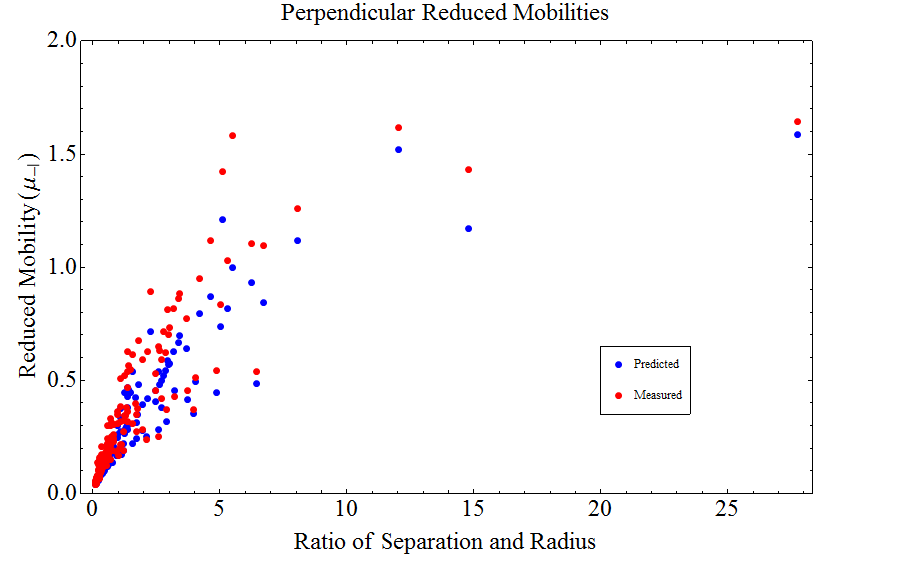 Perpendicular Reduced Mobilities
2.0
1.5
1.0
0.5
0.0
Reduced Mobility(μ⊣)
0 5 10 15 20 25
Ratio of Separation and Radius
Predicted
Measured